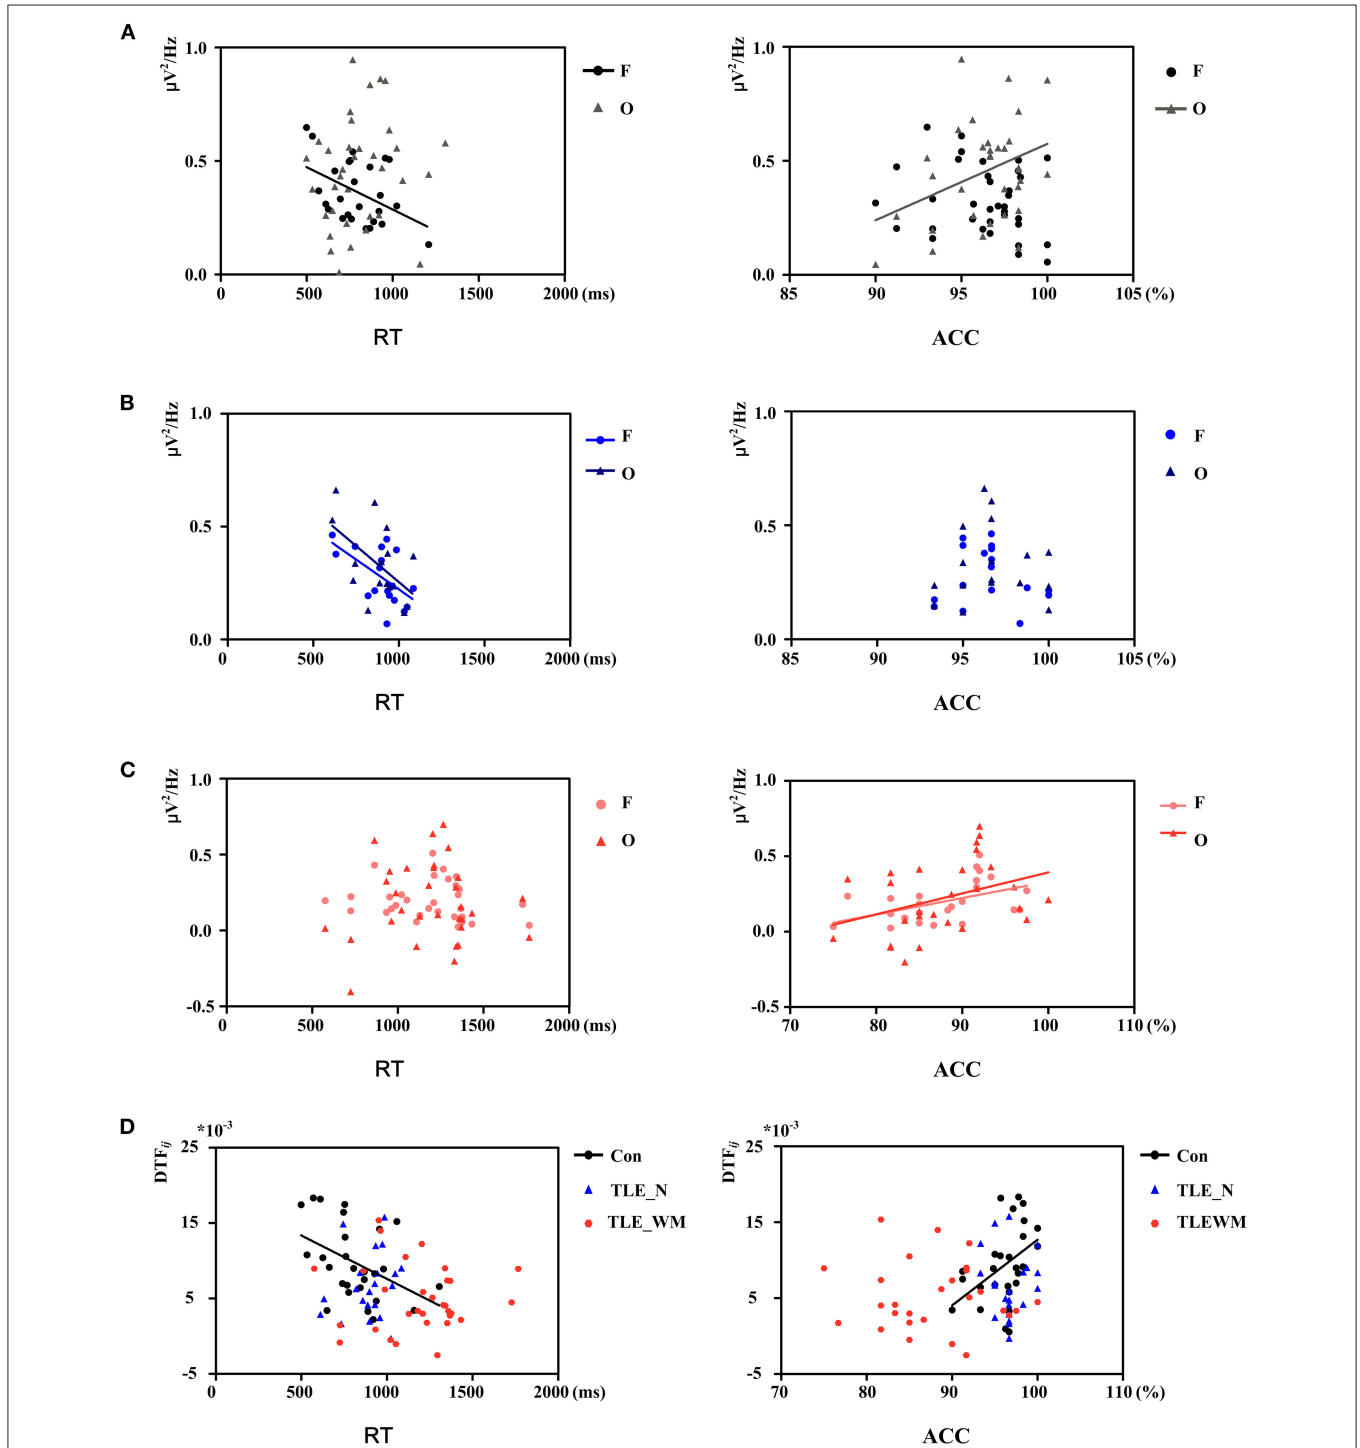 A
µV²/Hz
1.0
0.5
0.0
0 500 1000 1500 2000 (ms)
RT
F
O
µV²/Hz
1.0
0.5
0.0
85 90 95 100 105 (%)
ACC
F
O
B
µV²/Hz
1.0
0.5
0.0
0 500 1000 1500 2000 (ms)
RT
F
O
µV²/Hz
1.0
0.5
0.0
85 90 95 100 105 (%)
ACC
F
O
C
µV²/Hz
1.0
0.5
0.0
-0.5
0 500 1000 1500 2000 (ms)
RT
F
O
µV²/Hz
1.0
0.5
0.0
-0.5
70 80 90 100 110 (%)
ACC
F
O
D
*10⁻³
DTFij
25
15
5
-5
0 500 1000 1500 2000 (ms)
RT
Con
TLE_N
TLE_WM
*10⁻³
DTFij
25
15
5
-5
70 80 90 100 110 (%)
ACC
Con
TLE_N
TLEWM